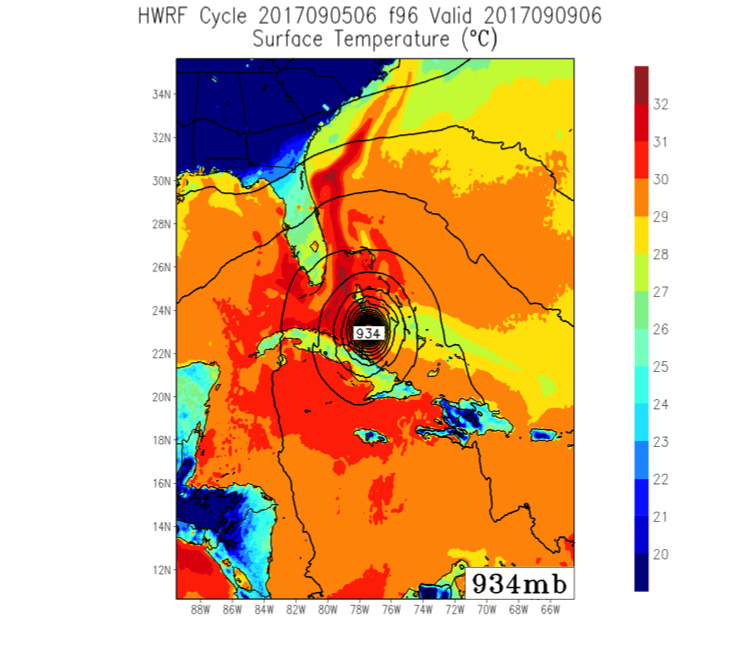 HWRF Cycle 2017090506 f96 Valid 2017090906
Surface Temperature (°C)
34N
32N
30N
28N
26N
24N
22N
20N
18N
16N
14N
12N
934
934mb
88W 86W 84W 82W 80W 78W 76W 74W 72W 70W 68W 66W
32
31
30
29
28
27
26
25
24
23
22
21
20